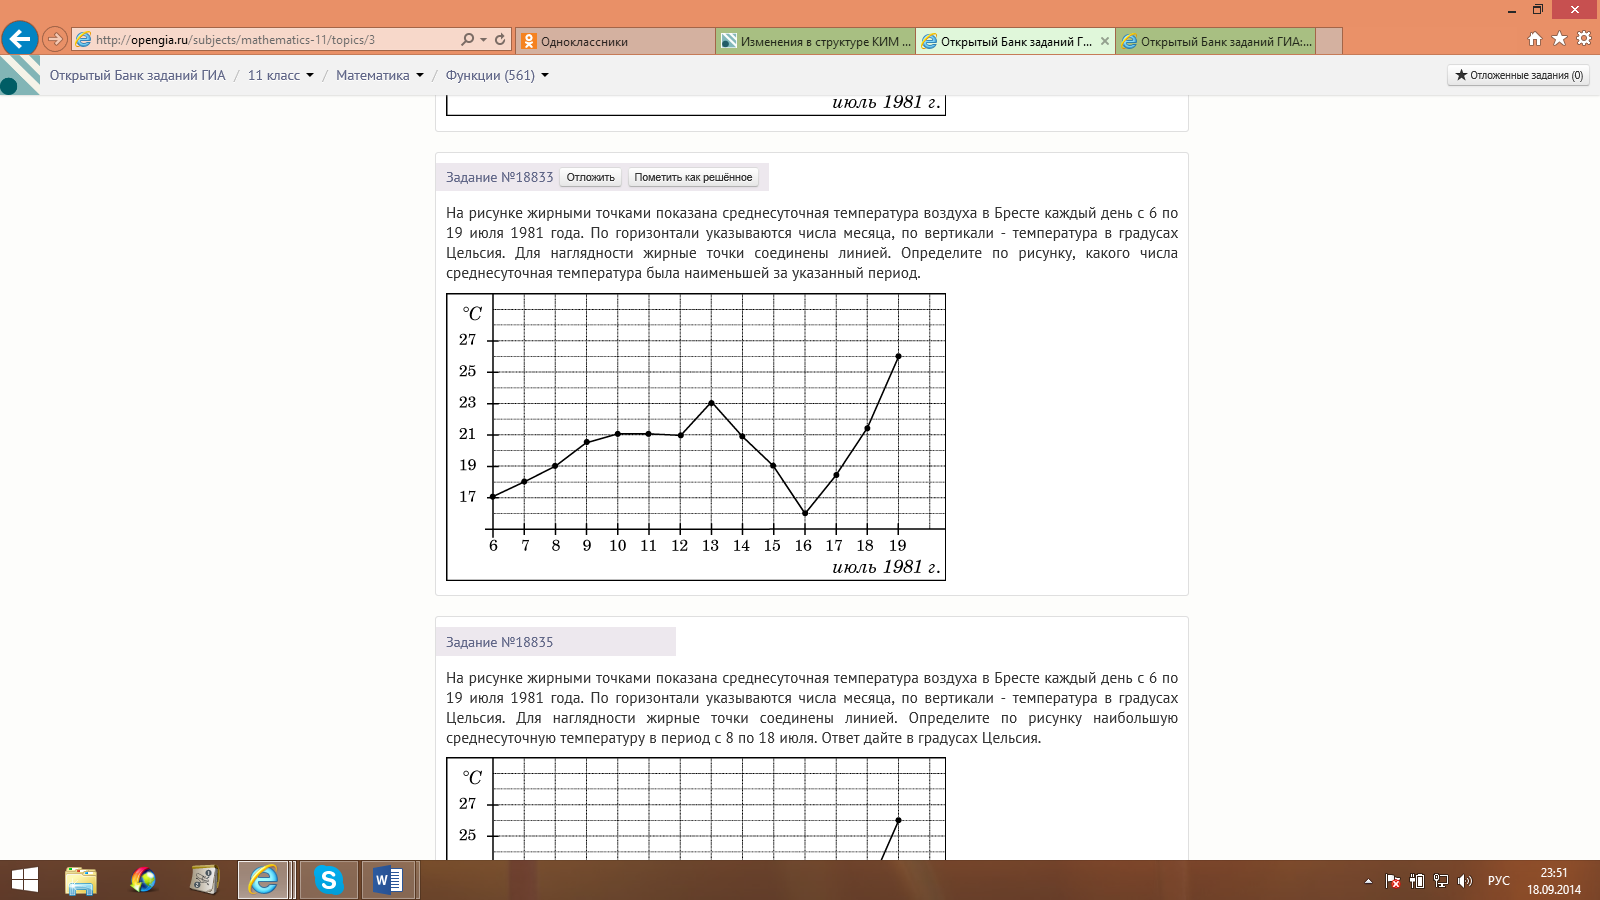 http://opengia.ru/subjects/mathematics-11/topics/3
Одноклассники
Изменения в структуре КИМ ...
Открытый Банк заданий Г...
Открытый Банк заданий ГИА:...
Открытый Банк заданий ГИА / 11 класс / Математика / Функции (561)
Отложенные задания (0)
июль 1981 г.
Задание №18833
Отложить
Пометить как решённое
На рисунке жирными точками показана среднесуточная температура воздуха в Бресте каждый день с 6 по
19 июля 1981 года. По горизонтали указываются числа месяца, по вертикали - температура в градусах
Цельсия. Для наглядности жирные точки соединены линией. Определите по рисунку, какого числа
среднесуточная температура была наименьшей за указанный период.
°C
27
25
23
21
19
17
6 7 8 9 10 11 12 13 14 15 16 17 18 19
июль 1981 г.
Задание №18835
На рисунке жирными точками показана среднесуточная температура воздуха в Бресте каждый день с 6 по
19 июля 1981 года. По горизонтали указываются числа месяца, по вертикали - температура в градусах
Цельсия. Для наглядности жирные точки соединены линией. Определите по рисунку наибольшую
среднесуточную температуру в период с 8 по 18 июля. Ответ дайте в градусах Цельсия.
°C
27
25
РУС
23:51
18.09.2014